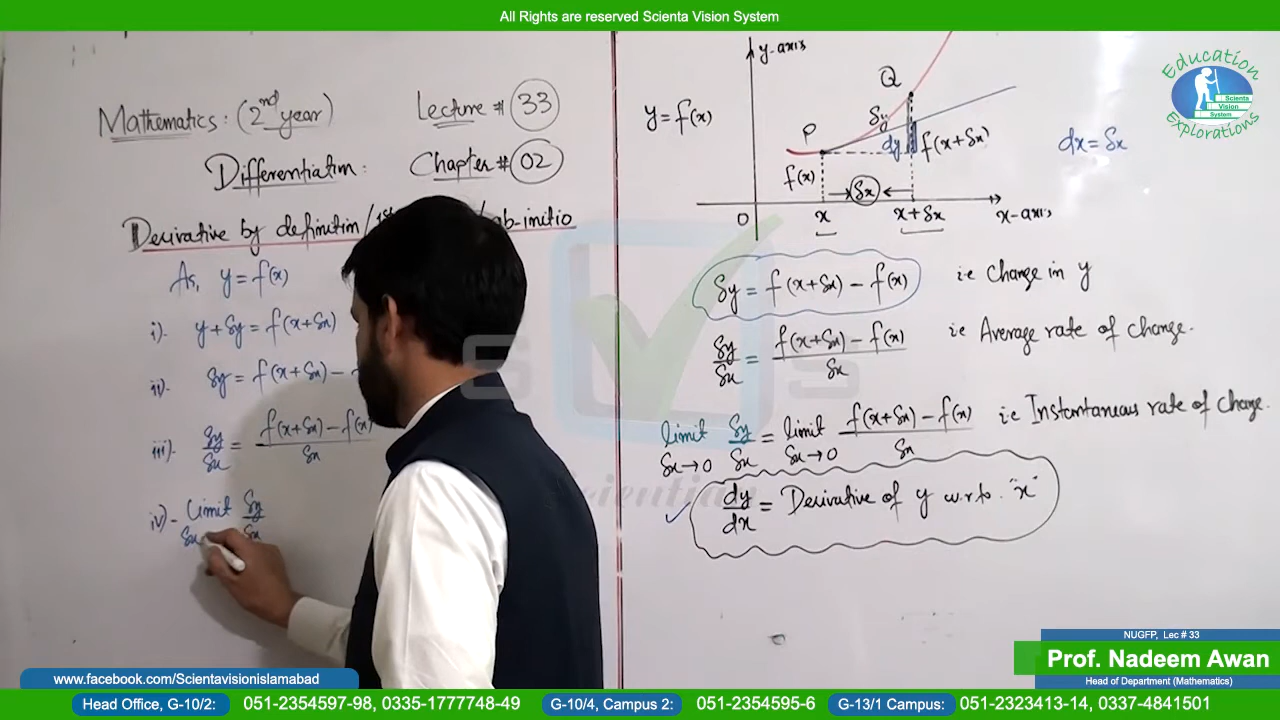 All Rights are reserved Scienta Vision System
Mathematics: (2nd year)
Lecture # 33
Differentiation:
Chapter # 02
Derivative by definition / / ab-initio
As, y = f(x)
i). y + δy = f(x+δx)
ii). δy = f(x+δx) -
iii). δy/δx = f(x+δx) - f(x) / δx
iv) - Limit δy/δx
δx
y = f(x)
y-axis
Q
P
δy
dy
f(x+δx)
f(x)
δx
dx = δx
O
x
x+δx
x-axis
δy = f(x+δx) - f(x) i.e Change in y
δy/δx = f(x+δx) - f(x) / δx i.e Average rate of change.
limit δx→0 δy/δx = limit δx→0 f(x+δx) - f(x) / δx i.e Instantaneous rate of change.
dy/dx = Derivative of y w.r.to. "x"
Education
Scienta
Vision
System
Explorations
S S
Scientia
NUGFP, Lec # 33
Prof. Nadeem Awan
Head of Department (Mathematics)
www.facebook.com/Scientavisionislamabad
Head Office, G-10/2: 051-2354597-98, 0335-1777748-49 G-10/4, Campus 2: 051-2354595-6 G-13/1 Campus: 051-2323413-14, 0337-4841501